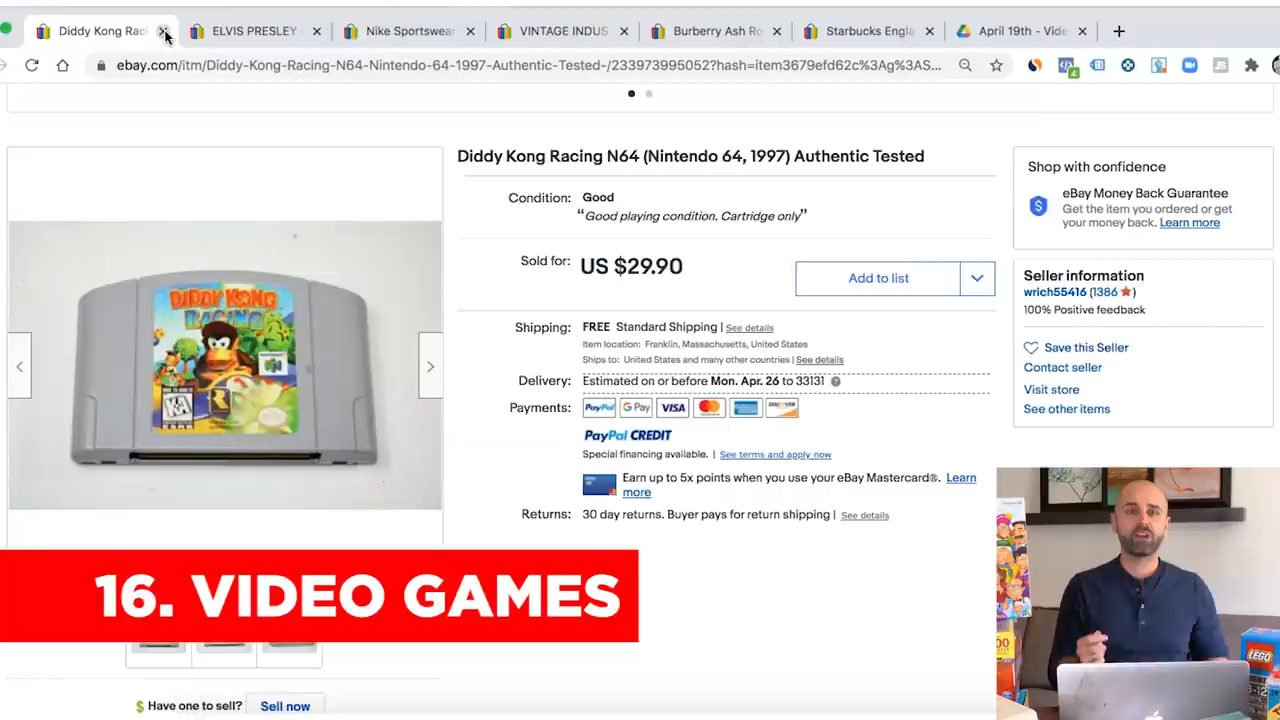 Diddy Kong Raci
ELVIS PRESLEY
Nike Sportswear
VINTAGE INDUS
Burberry Ash Ro
Starbucks Engla
April 19th - Vide
ebay.com/itm/Diddy-Kong-Racing-N64-Nintendo-64-1997-Authentic-Tested-/233973995052?hash=item3679efd62c%3Ag%3AS...
4
JS
Diddy Kong Racing N64 (Nintendo 64, 1997) Authentic Tested
Condition: Good
“Good playing condition. Cartridge only”
Sold for: US $29.90
Add to list
Shipping: FREE Standard Shipping | See details
Item location: Franklin, Massachusetts, United States
Ships to: United States and many other countries | See details
Delivery: Estimated on or before Mon. Apr. 26 to 33131 ?
Payments: PayPal G Pay VISA
DISCOVER
PayPal CREDIT
Special financing available. | See terms and apply now
Earn up to 5x points when you use your eBay Mastercard®. Learn
more
Returns: 30 day returns. Buyer pays for return shipping | See details
Shop with confidence
eBay Money Back Guarantee
Get the item you ordered or get
your money back. Learn more
Seller information
wrich55416 (1386 ★)
100% Positive feedback
Save this Seller
Contact seller
Visit store
See other items
DIDDY KONG
RACING
16. VIDEO GAMES
$ Have one to sell? Sell now
LEGO